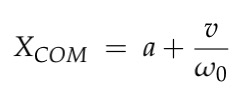 X_{COM} = a + \frac{v}{\omega_0}